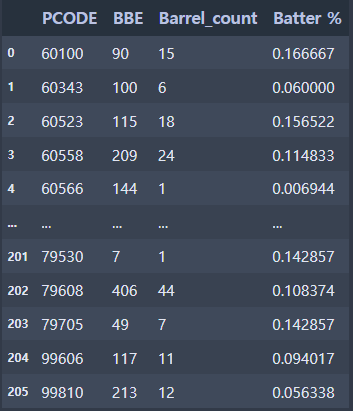 PCODE BBE Barrel_count Batter %
0 60100 90 15 0.166667
1 60343 100 6 0.060000
2 60523 115 18 0.156522
3 60558 209 24 0.114833
4 60566 144 1 0.006944
... ... ... ... ...
201 79530 7 1 0.142857
202 79608 406 44 0.108374
203 79705 49 7 0.142857
204 99606 117 11 0.094017
205 99810 213 12 0.056338